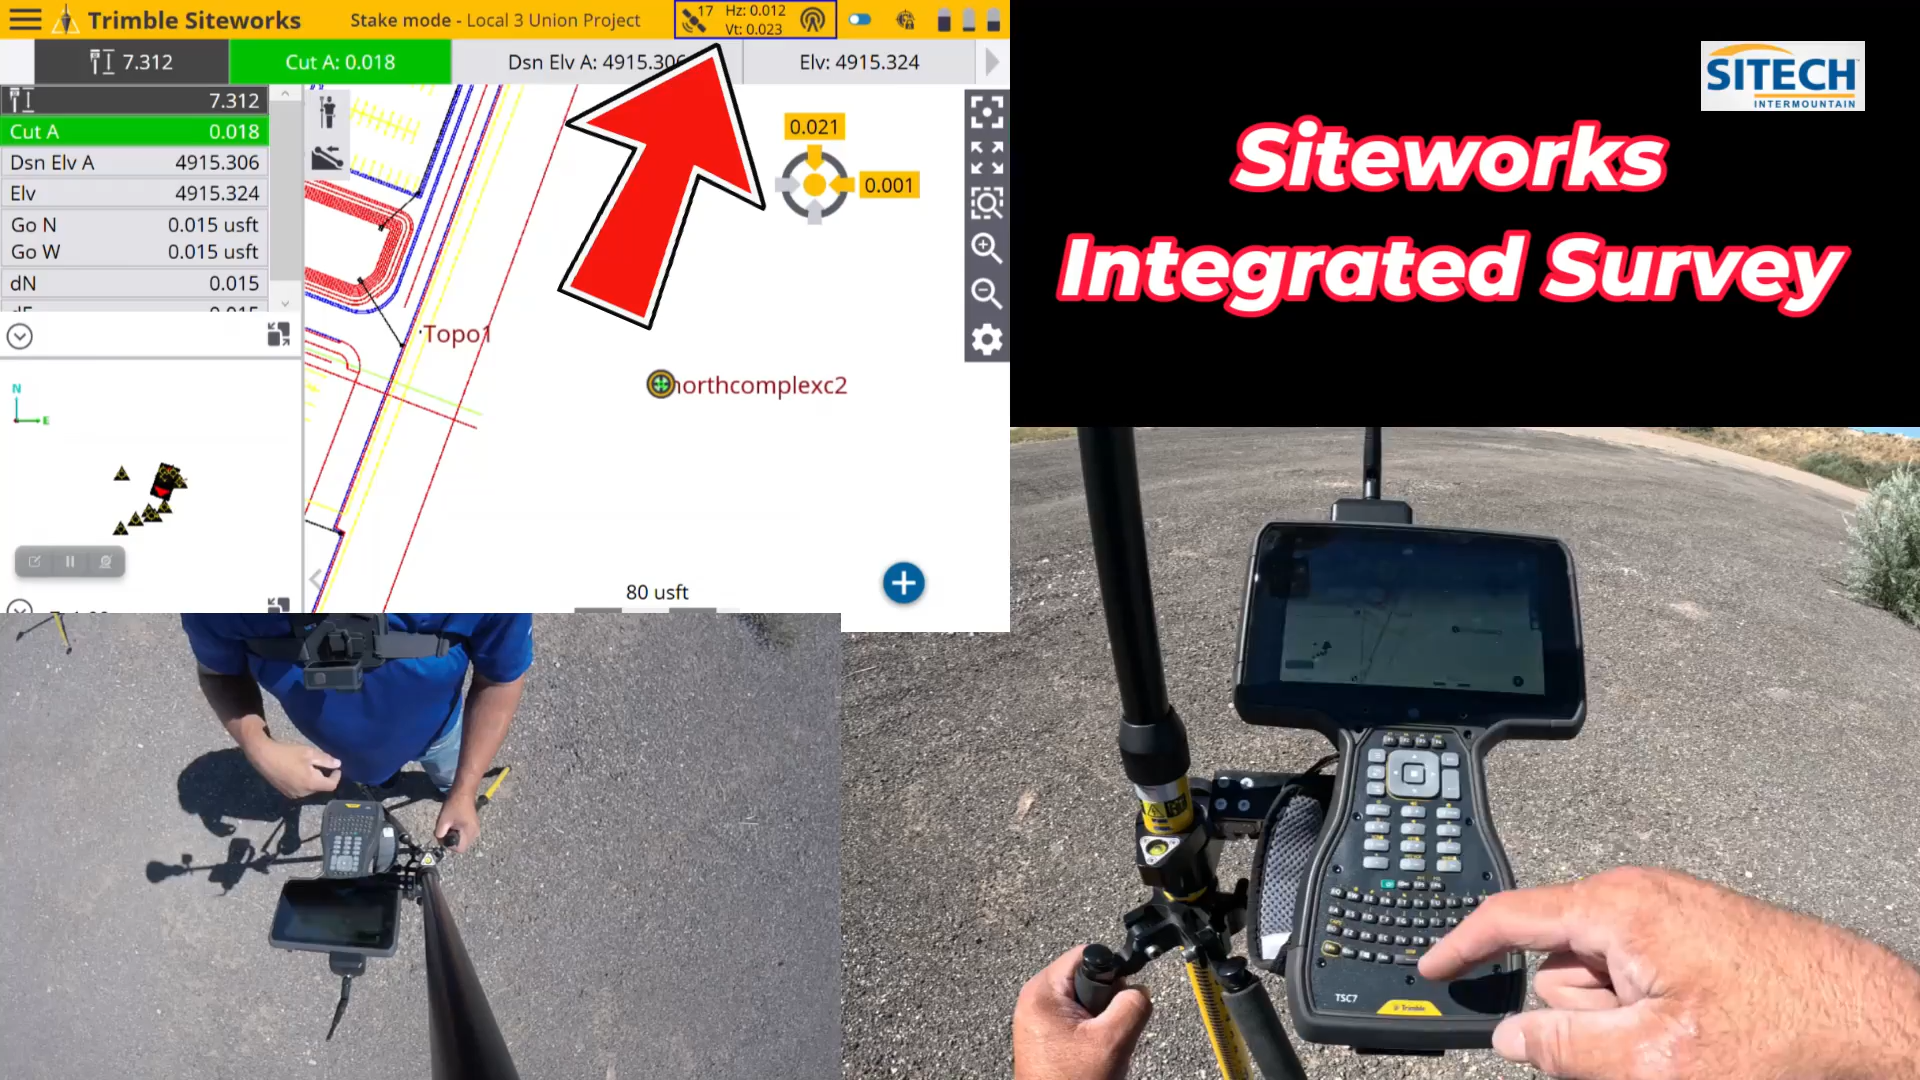 Trimble Siteworks
Stake mode - Local 3 Union Project
17
Hz: 0.012
Vt: 0.023
7.312
Cut A: 0.018
Dsn Elv A: 4915.306
Elv: 4915.324
7.312
Cut A 0.018
Dsn Elv A 4915.306
Elv 4915.324
Go N 0.015 usft
Go W 0.015 usft
dN 0.015
N
E
0.021
0.001
Topo1
northcomplexc2
80 usft
SITECH
INTERMOUNTAIN
Siteworks
Integrated Survey
TSC7
Trimble